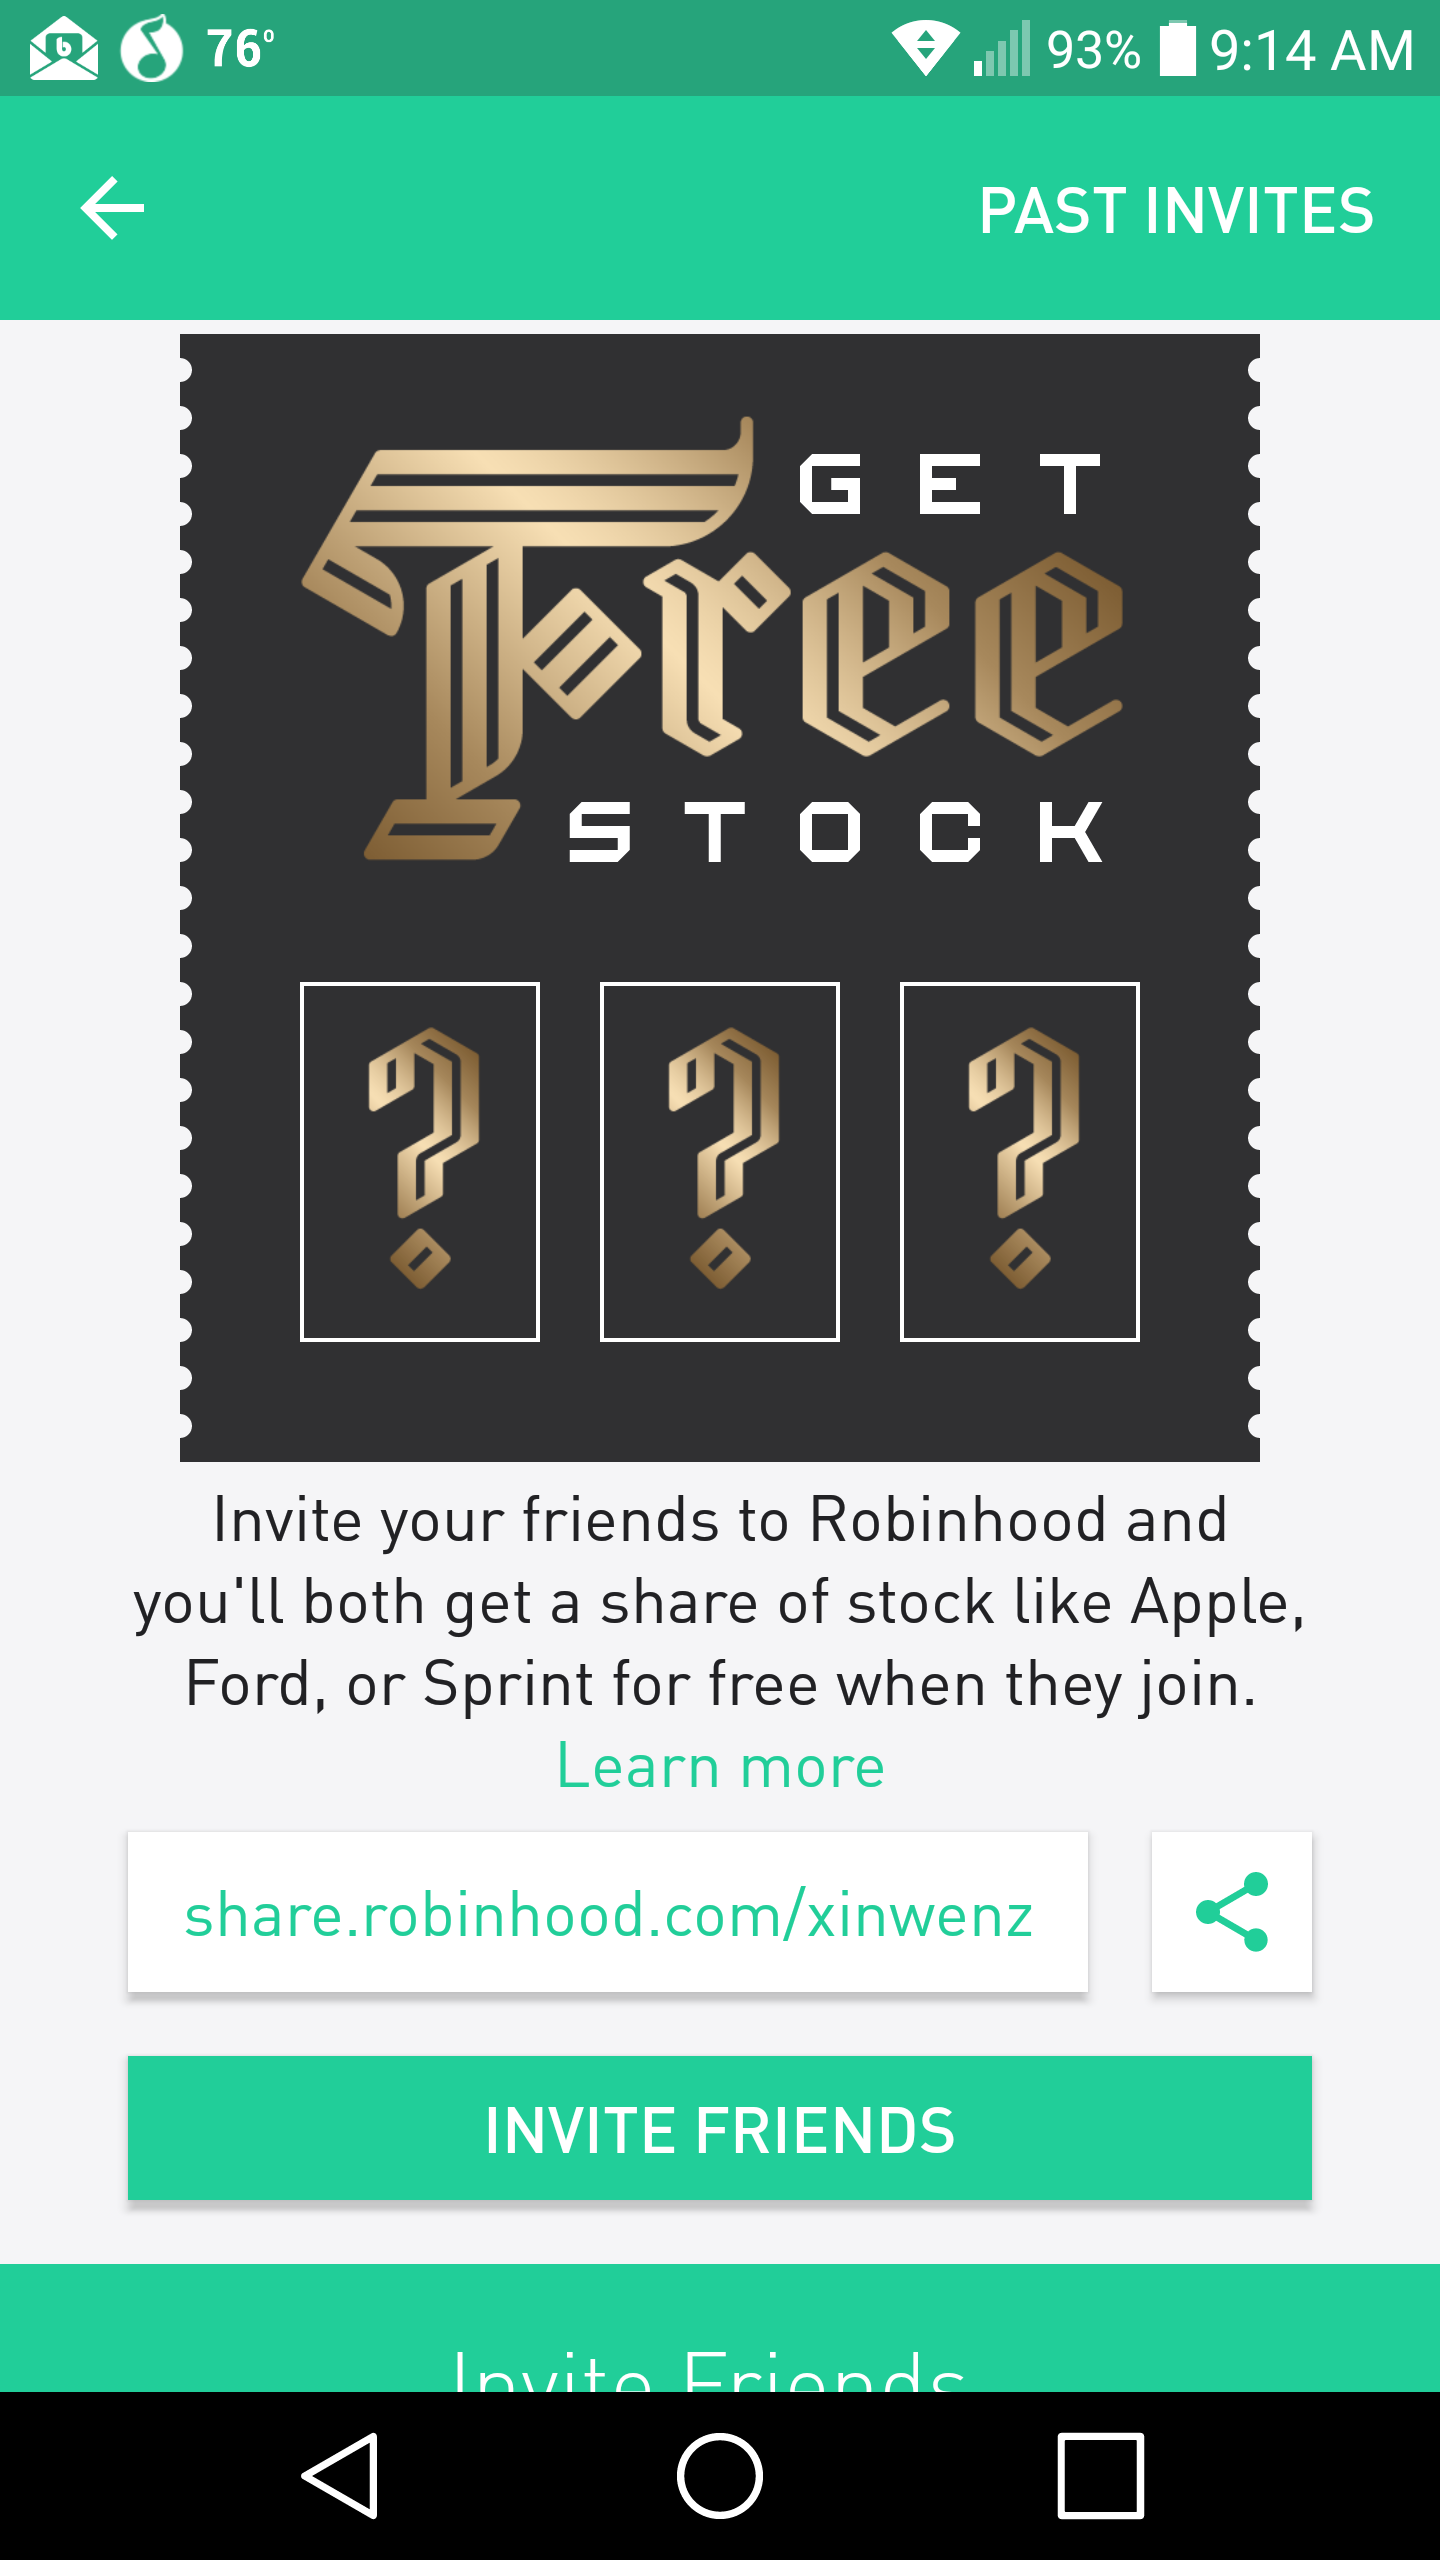 76°
93% 9:14 AM
PAST INVITES
GET
Free
STOCK
? ? ?
Invite your friends to Robinhood and
you'll both get a share of stock like Apple,
Ford, or Sprint for free when they join.
Learn more
share.robinhood.com/xinwenz
INVITE FRIENDS
Invite Friends